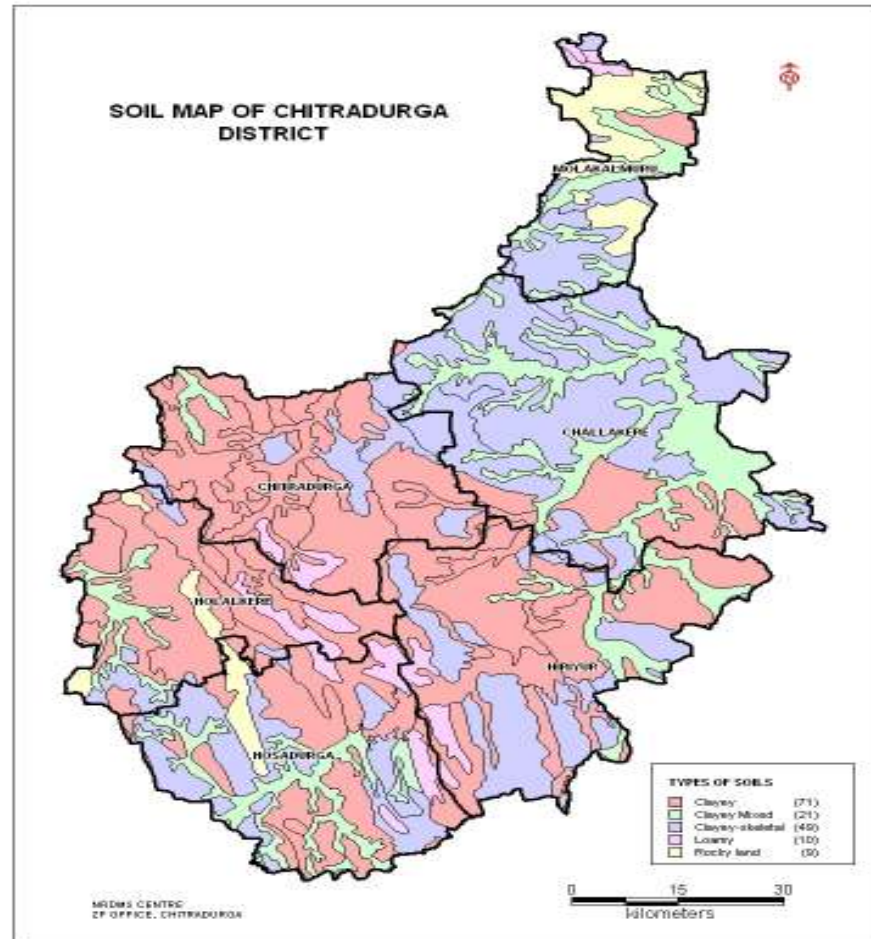 SOIL MAP OF CHITRADURGA
DISTRICT
MOLAKALMURU
CHALLAKERE
CHITRADURGA
HOLALKERE
HIRIYUR
HOSADURGA
TYPES OF SOILS
Clayey (71)
Clayey Mixed (21)
Clayey-skeletal (49)
Loamy (10)
Rocky land (9)
0 15 30
kilometers
NRDMS CENTRE
ZP OFFICE, CHITRADURGA